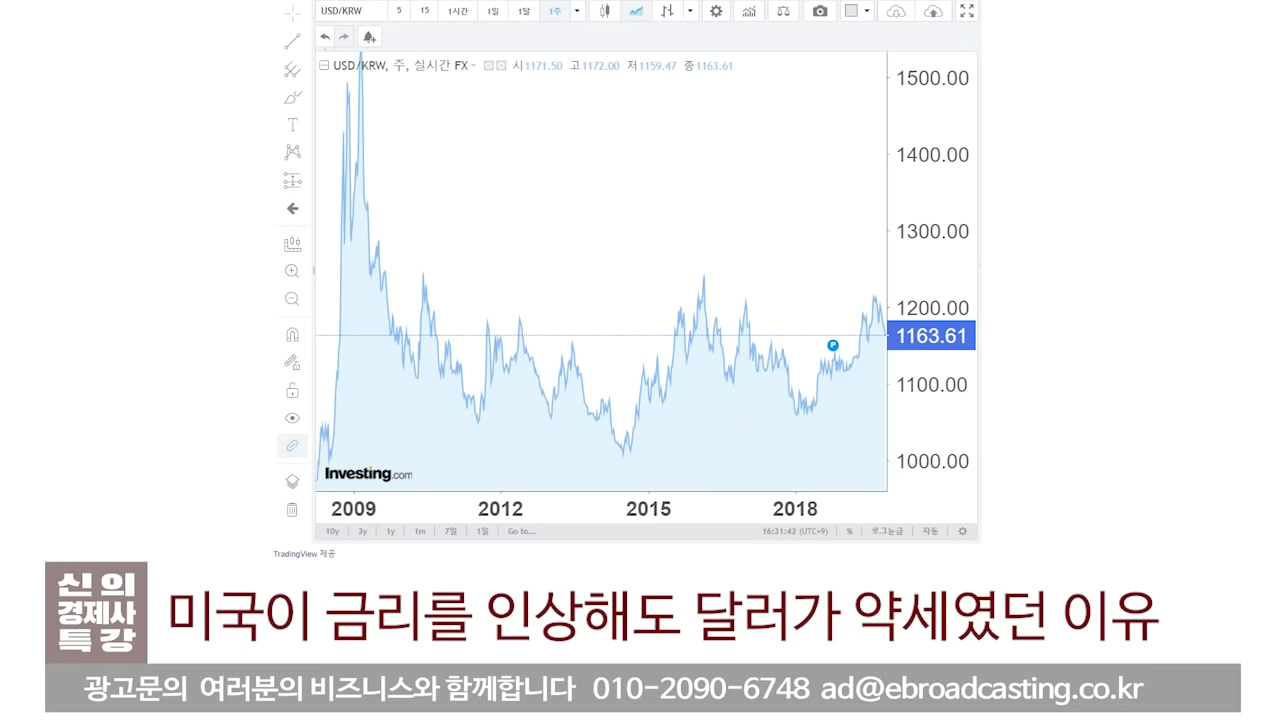 USD/KRW 5 15 1시간 1일 1달 1주
USD/KRW, 주, 실시간 FX 시1171.50 고1172.00 저1159.47 종1163.61
1500.00
1400.00
1300.00
1200.00
1163.61
1100.00
1000.00
P
Investing.com
2009 2012 2015 2018
10y 3y 1y 1m 7일 1일 Go to... 16:31:42 (UTC+9) % 로그눈금 자동
TradingView 제공
신의
경제사
특강
미국이 금리를 인상해도 달러가 약세였던 이유
광고문의 여러분의 비즈니스와 함께합니다 010-2090-6748 ad@ebroadcasting.co.kr